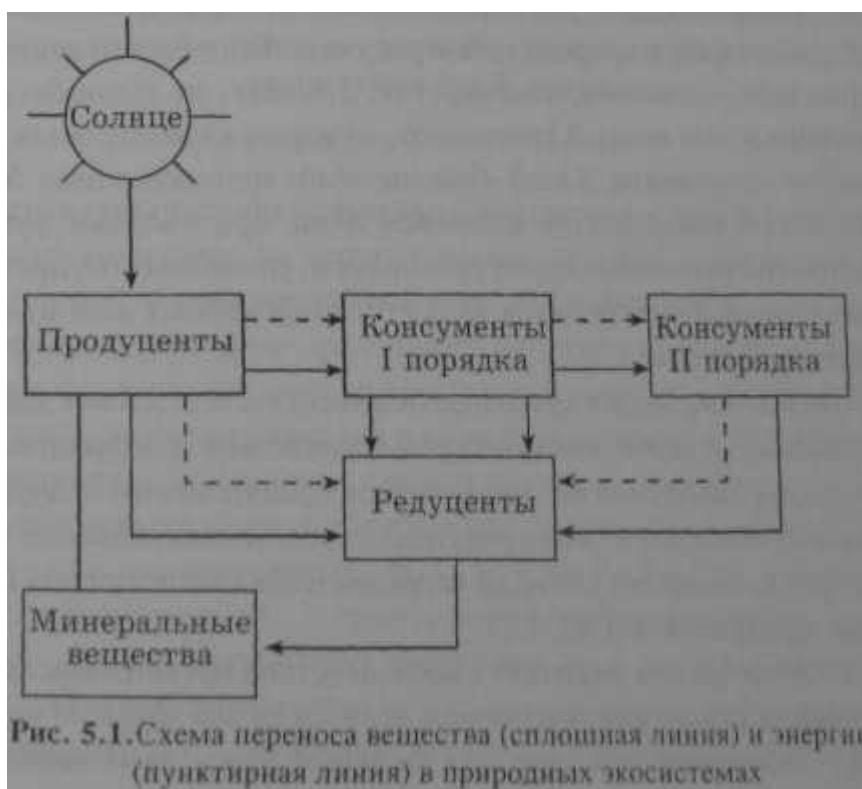 Солнце
Продуценты
Консументы
I порядка
Консументы
II порядка
Редуценты
Минеральные
вещества
Рис. 5.1. Схема переноса вещества (сплошная линия) и энергии
(пунктирная линия) в природных экосистемах